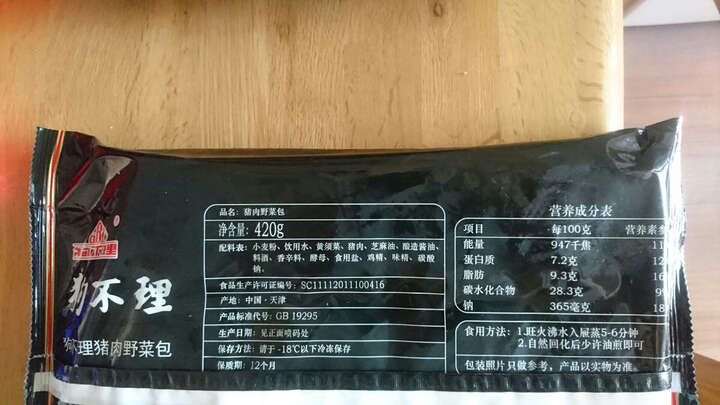 狗不理
狗不理
狗不理猪肉野菜包
品名：猪肉野菜包
净含量：420g
配料表：小麦粉、饮用水、黄须菜、猪肉、芝麻油、酿造酱油、
料酒、香辛料、酵母、食用盐、鸡精、味精、碳酸
钠。
食品生产许可证编号：SC11112011100416
产地：中国·天津
产品标准代号：GB 19295
生产日期：见正面喷码处
保存方法：请于 -18℃以下冷冻保存
保质期：12个月
营养成分表
项目 每100克 营养素参
能量 947千焦 11
蛋白质 7.2克 12
脂肪 9.3克 16
碳水化合物 28.3克 9%
钠 365毫克 18
食用方法：1.旺火沸水入屉蒸5-6分钟
2.自然回化后少许油煎即可
包装照片只做参考，产品以实物为准。